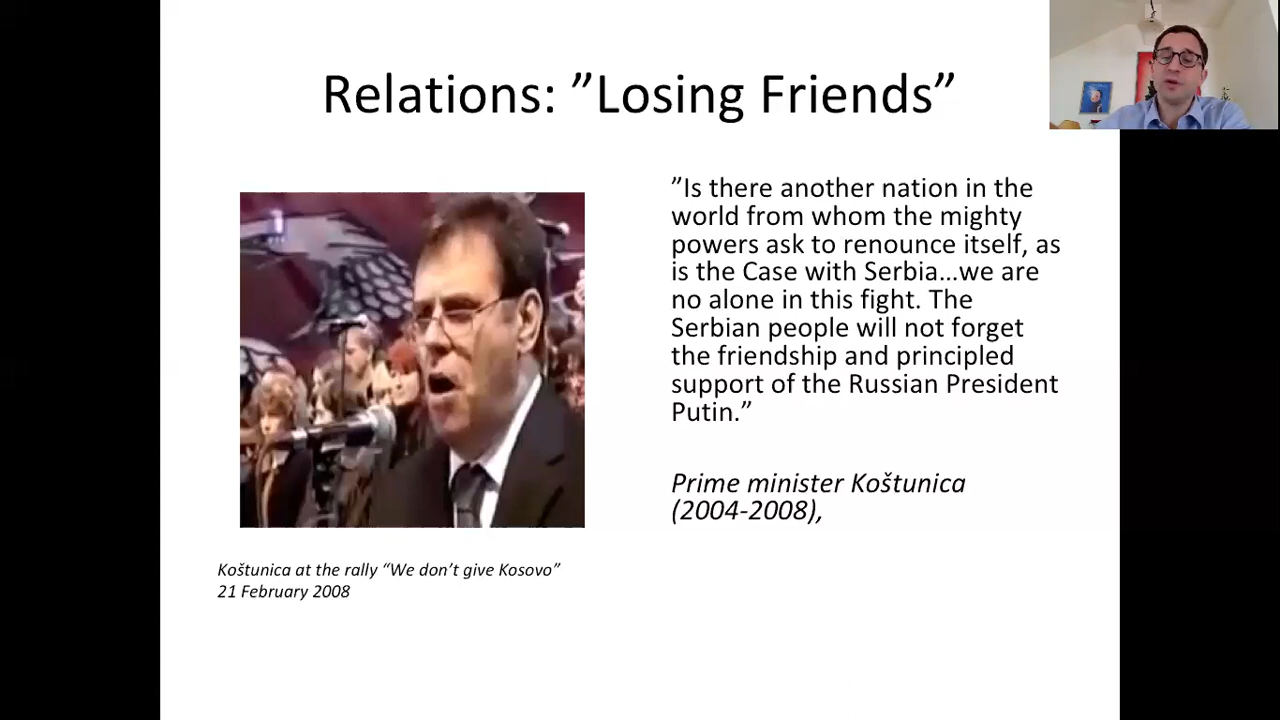 Relations: ”Losing Friends”
”Is there another nation in the
world from whom the mighty
powers ask to renounce itself, as
is the Case with Serbia...we are
no alone in this fight. The
Serbian people will not forget
the friendship and principled
support of the Russian President
Putin.”
Prime minister Koštunica
(2004-2008),
Koštunica at the rally “We don’t give Kosovo”
21 February 2008